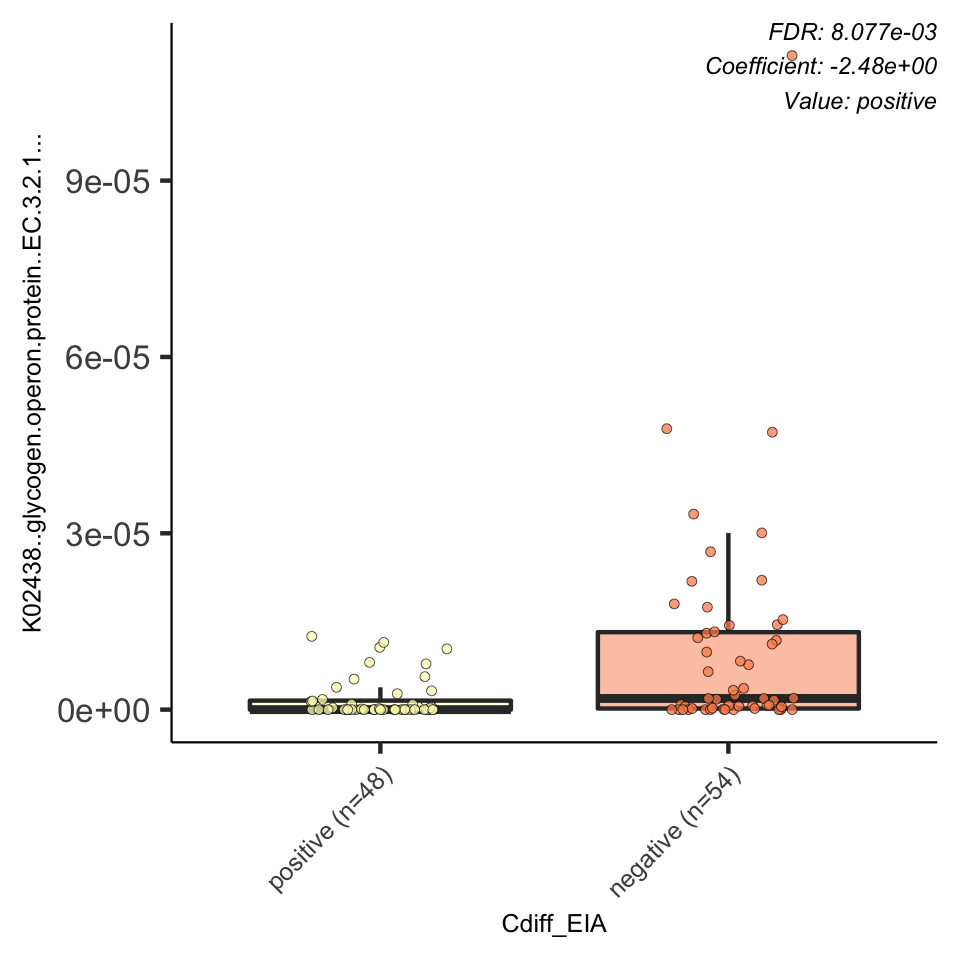 FDR: 8.077e-03
Coefficient: -2.48e+00
Value: positive
K02438..glycogen.operon.protein..EC.3.2.1...
9e-05
6e-05
3e-05
0e+00
positive (n=48)
negative (n=54)
Cdiff_EIA